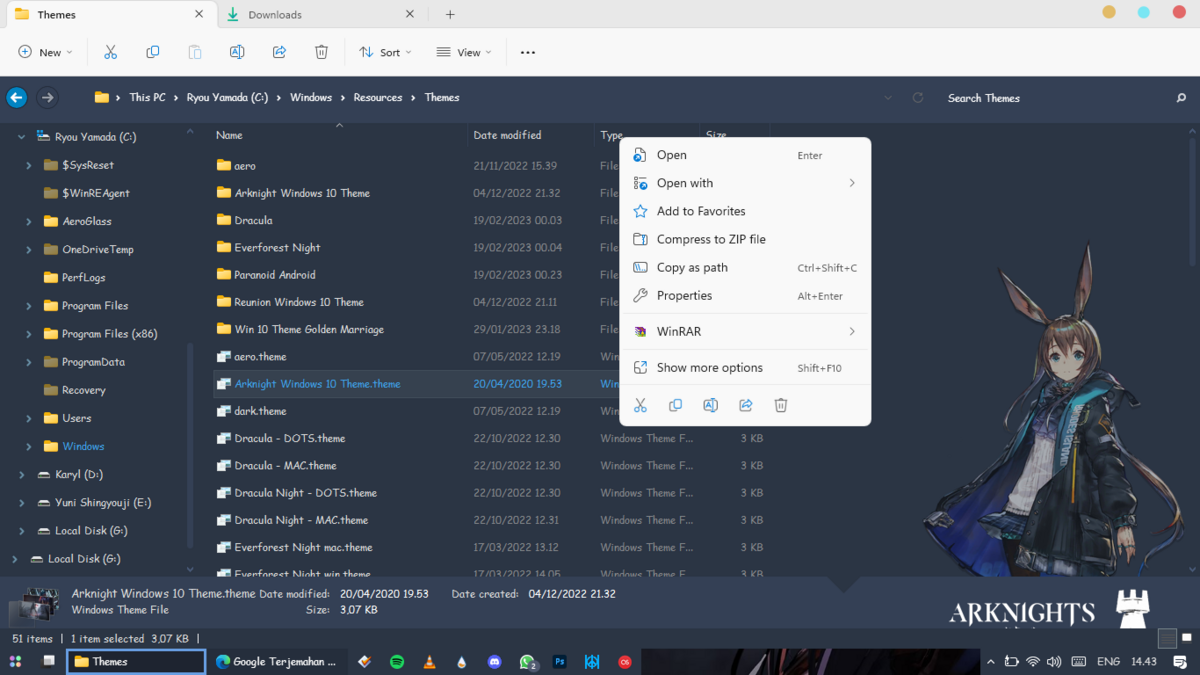 Themes
Downloads
New
Sort
View
This PC
Ryou Yamada (C:)
Windows
Resources
Themes
Search Themes
Ryou Yamada (C:)
$SysReset
$WinREAgent
AeroGlass
OneDriveTemp
PerfLogs
Program Files
Program Files (x86)
ProgramData
Recovery
Users
Windows
Karyl (D:)
Yuni Shingyouji (E:)
Local Disk (G:)
Local Disk (G:)
Name Date modified Type Size
aero 21/11/2022 15.39 File
Arknight Windows 10 Theme 04/12/2022 21.32 File
Dracula 19/02/2023 00.03 File
Everforest Night 19/02/2023 00.04 File
Paranoid Android 19/02/2023 00.23 File
Reunion Windows 10 Theme 04/12/2022 21.11 File
Win 10 Theme Golden Marriage 29/01/2023 23.18 File
aero.theme 07/05/2022 12.19 Win
Arknight Windows 10 Theme.theme 20/04/2020 19.53 Win
dark.theme 07/05/2022 12.19 Win
Dracula - DOTS.theme 22/10/2022 12.30 Windows Theme F... 3 KB
Dracula - MAC.theme 22/10/2022 12.30 Windows Theme F... 3 KB
Dracula Night - DOTS.theme 22/10/2022 12.30 Windows Theme F... 3 KB
Dracula Night - MAC.theme 22/10/2022 12.31 Windows Theme F... 3 KB
Everforest Night mac.theme 17/03/2022 13.12 Windows Theme F... 3 KB
Everforest Night win.theme 17/03/2022 14.05 Windows Theme F... 3 KB
Open Enter
Open with
Add to Favorites
Compress to ZIP file
Copy as path Ctrl+Shift+C
Properties Alt+Enter
WinRAR
Show more options Shift+F10
Arknight Windows 10 Theme.theme Date modified: 20/04/2020 19.53 Date created: 04/12/2022 21.32
Windows Theme File Size: 3,07 KB
ARKNIGHTS
51 items 1 item selected 3,07 KB
Themes
Google Terjemahan ...
2
Ps
ENG 14.43